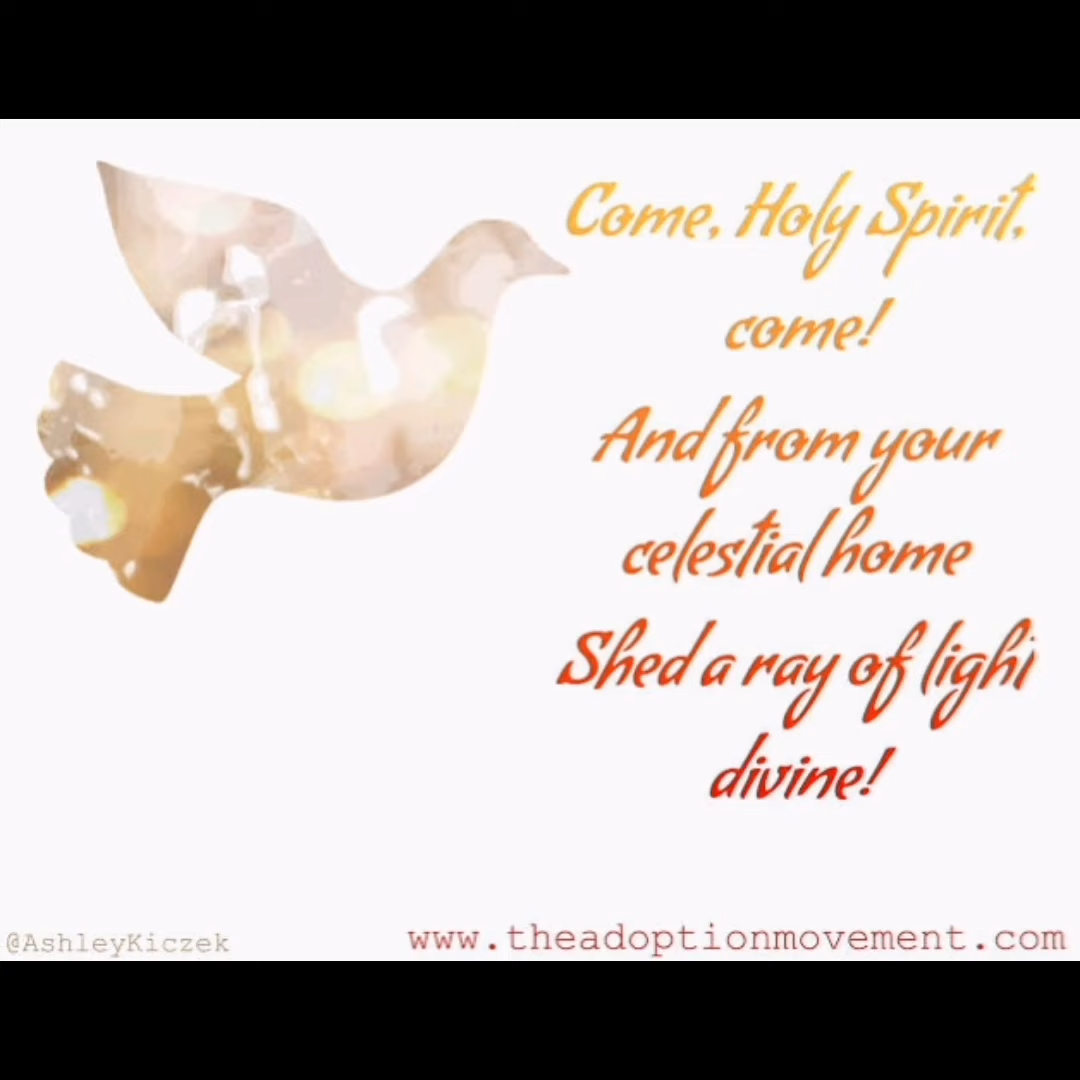 Come, Holy Spirit,
come!
And from your
celestial home
Shed a ray of light
divine!
@AshleyKiczek
www.theadoptionmovement.com